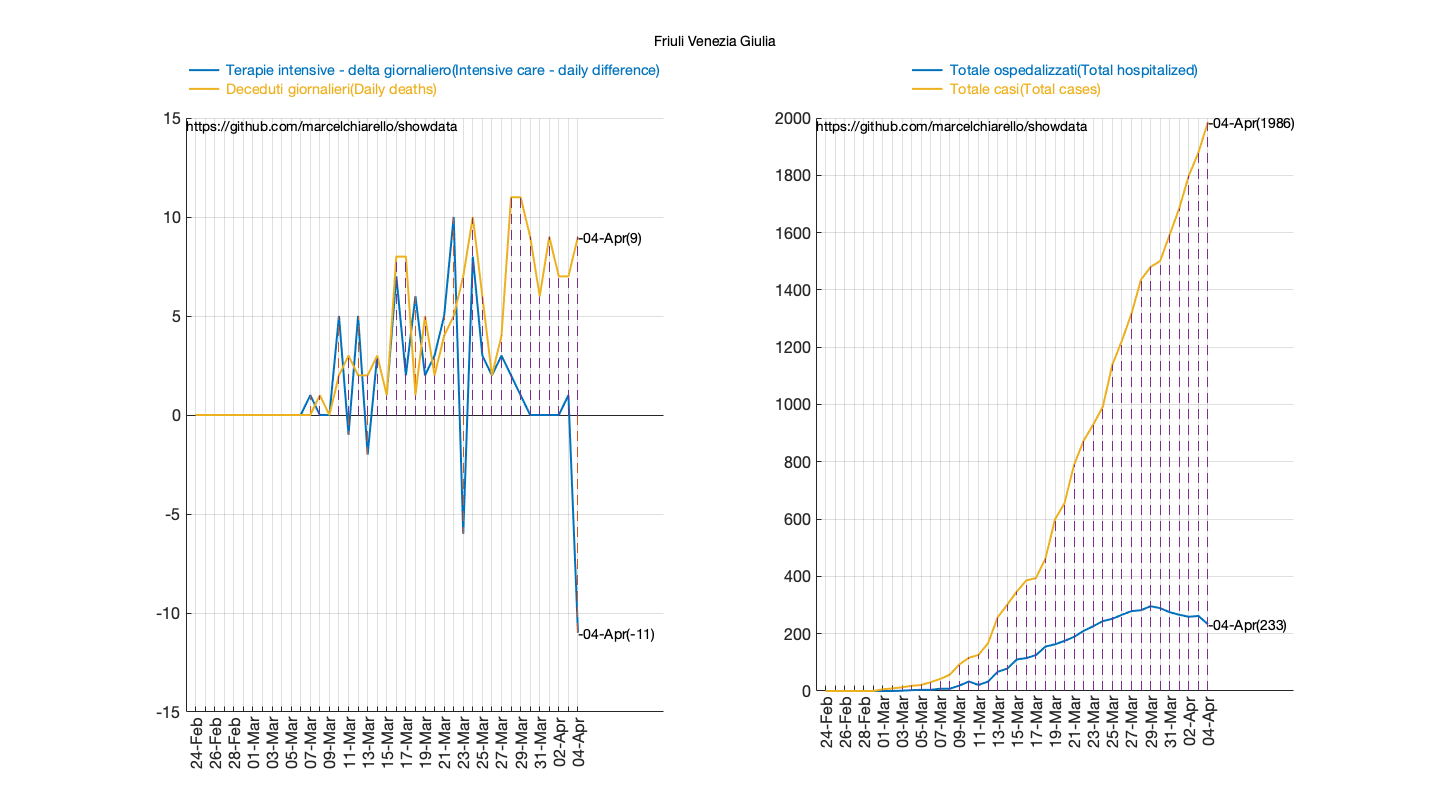 Friuli Venezia Giulia
Terapie intensive - delta giornaliero(Intensive care - daily difference)
Deceduti giornalieri(Daily deaths)
15
10
5
0
-5
-10
-15
https://github.com/marcelchiarello/showdata
-04-Apr(9)
-04-Apr(-11)
24-Feb
26-Feb
28-Feb
01-Mar
03-Mar
05-Mar
07-Mar
09-Mar
11-Mar
13-Mar
15-Mar
17-Mar
19-Mar
21-Mar
23-Mar
25-Mar
27-Mar
29-Mar
31-Mar
02-Apr
04-Apr
Totale ospedalizzati(Total hospitalized)
Totale casi(Total cases)
2000
1800
1600
1400
1200
1000
800
600
400
200
0
https://github.com/marcelchiarello/showdata
-04-Apr(1986)
-04-Apr(233)
24-Feb
26-Feb
28-Feb
01-Mar
03-Mar
05-Mar
07-Mar
09-Mar
11-Mar
13-Mar
15-Mar
17-Mar
19-Mar
21-Mar
23-Mar
25-Mar
27-Mar
29-Mar
31-Mar
02-Apr
04-Apr